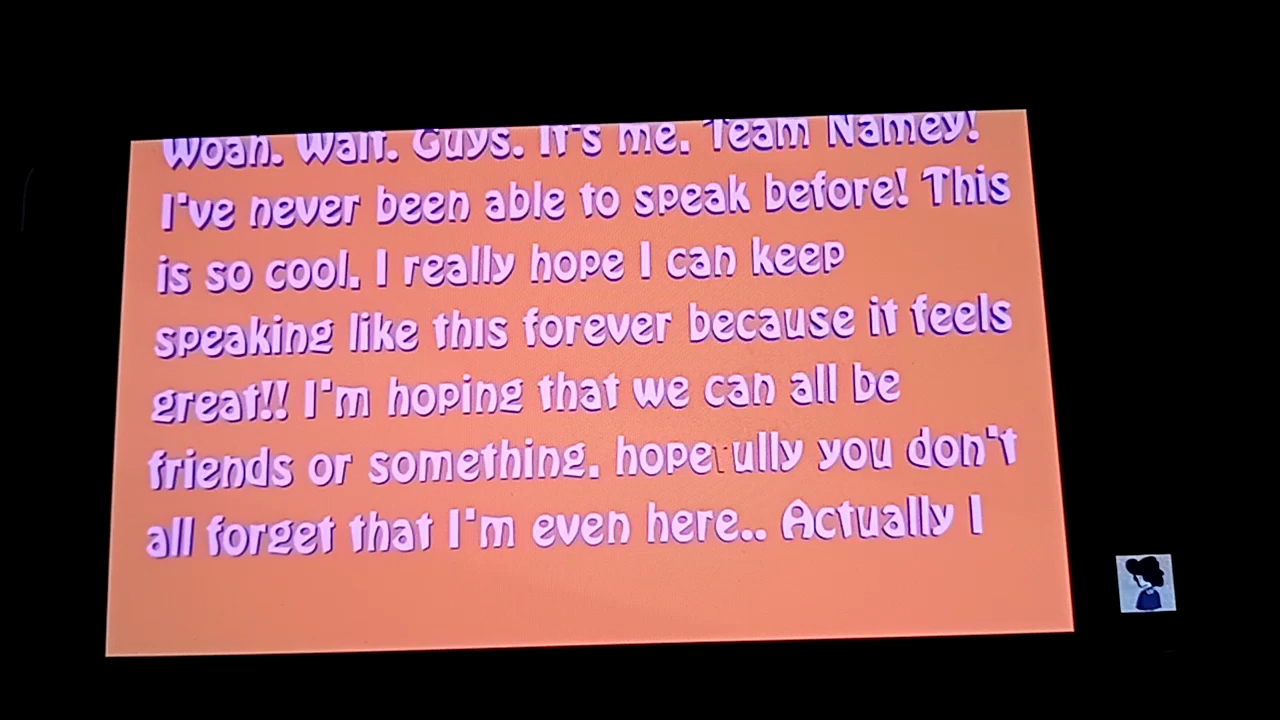 Woah. Wait. Guys. It's me. Team Namey!
I've never been able to speak before! This
is so cool. I really hope I can keep
speaking like this forever because it feels
great!! I'm hoping that we can all be
friends or something. hope ully you don't
all forget that I'm even here.. Actually I